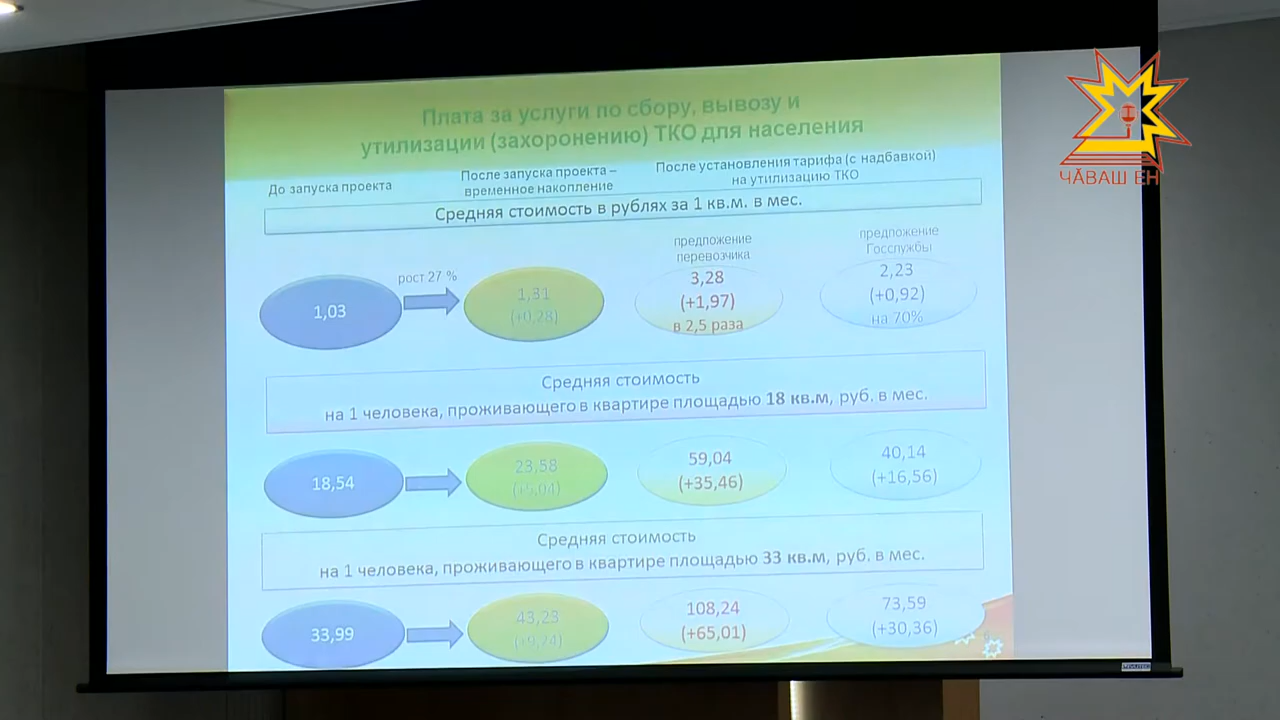 Плата за услуги по сбору, вывозу и
утилизации (захоронению) ТКО для населения
ЧӐВАШ ЕН
До запуска проекта
После запуска проекта –
временное накопление
После установления тарифа (с надбавкой)
на утилизацию ТКО
Средняя стоимость в рублях за 1 кв.м. в мес.
1,03
рост 27 %
1,31
(+0,28)
предложение
перевозчика
3,28
(+1,97)
в 2,5 раза
предложение
Госслужбы
2,23
(+0,92)
на 70%
Средняя стоимость
на 1 человека, проживающего в квартире площадью 18 кв.м, руб. в мес.
18,54
23,58
(+5,04)
59,04
(+35,46)
40,14
(+16,56)
Средняя стоимость
на 1 человека, проживающего в квартире площадью 33 кв.м, руб. в мес.
33,99
43,23
(+9,24)
108,24
(+65,01)
73,59
(+30,36)